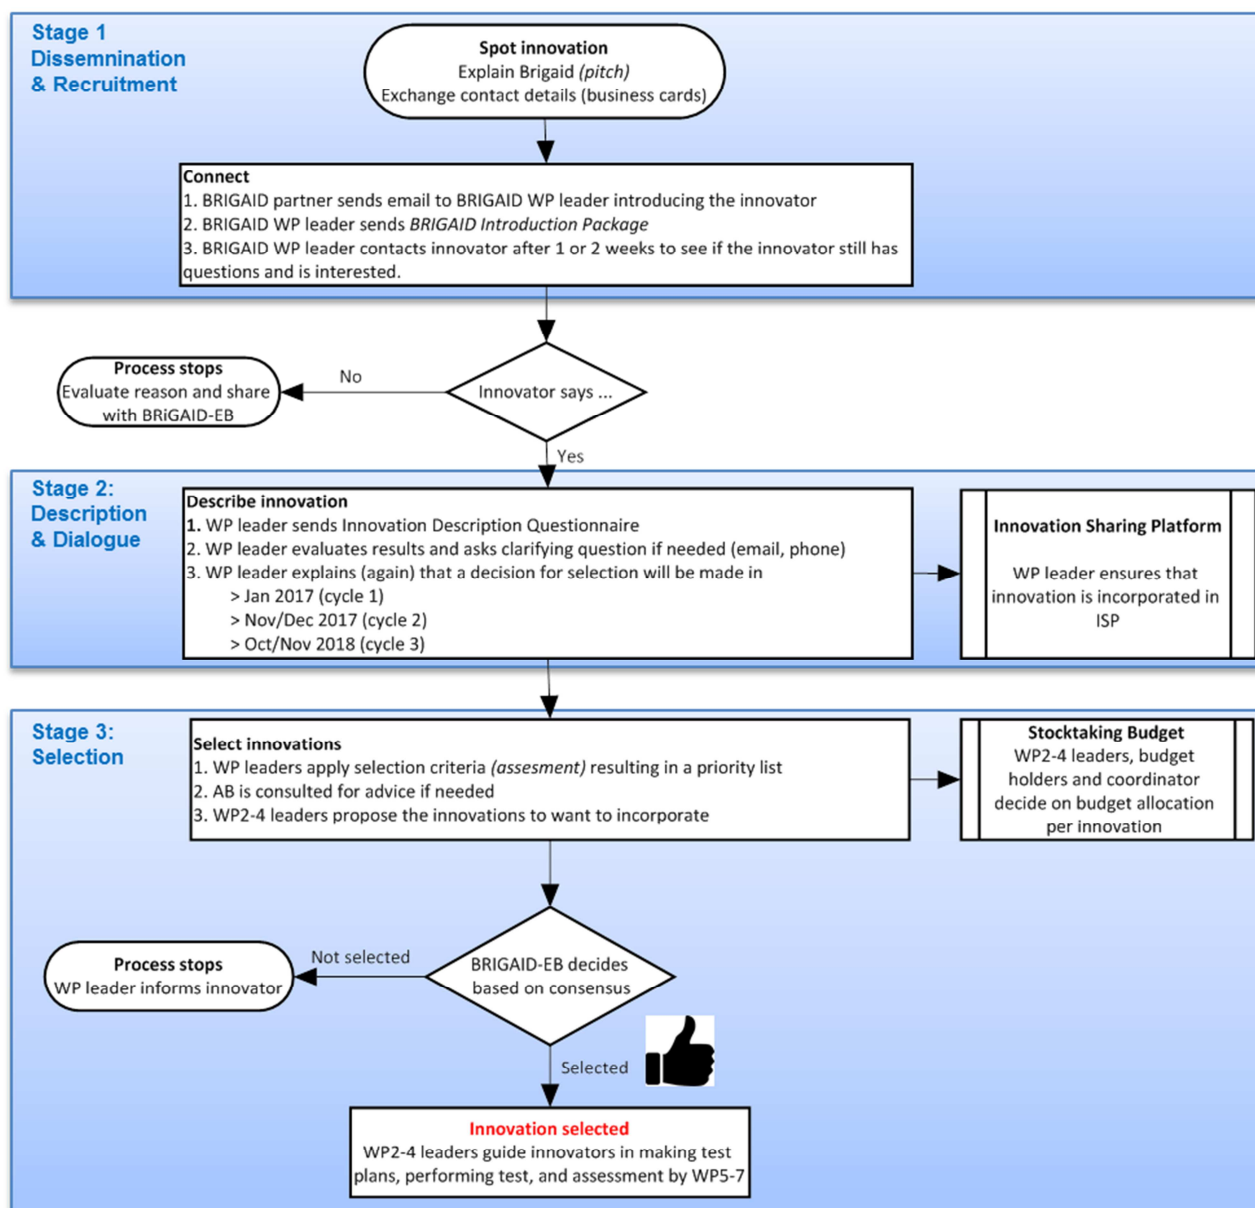 Stage 1
Dissemnination
& Recruitment
Spot innovation
Explain Brigaid (pitch)
Exchange contact details (business cards)
Connect
1. BRIGAID partner sends email to BRIGAID WP leader introducing the innovator
2. BRIGAID WP leader sends BRIGAID Introduction Package
3. BRIGAID WP leader contacts innovator after 1 or 2 weeks to see if the innovator still has
questions and is interested.
Process stops
Evaluate reason and share
with BRiGAID-EB
No
Innovator says ...
Yes
Stage 2:
Description
& Dialogue
Describe innovation
1. WP leader sends Innovation Description Questionnaire
2. WP leader evaluates results and asks clarifying question if needed (email, phone)
3. WP leader explains (again) that a decision for selection will be made in
> Jan 2017 (cycle 1)
> Nov/Dec 2017 (cycle 2)
> Oct/Nov 2018 (cycle 3)
Innovation Sharing Platform
WP leader ensures that
innovation is incorporated in
ISP
Stage 3:
Selection
Select innovations
1. WP leaders apply selection criteria (assesment) resulting in a priority list
2. AB is consulted for advice if needed
3. WP2-4 leaders propose the innovations to want to incorporate
Stocktaking Budget
WP2-4 leaders, budget
holders and coordinator
decide on budget allocation
per innovation
Process stops
WP leader informs innovator
Not selected
BRIGAID-EB decides
based on consensus
Selected
Innovation selected
WP2-4 leaders guide innovators in making test
plans, performing test, and assessment by WP5-7